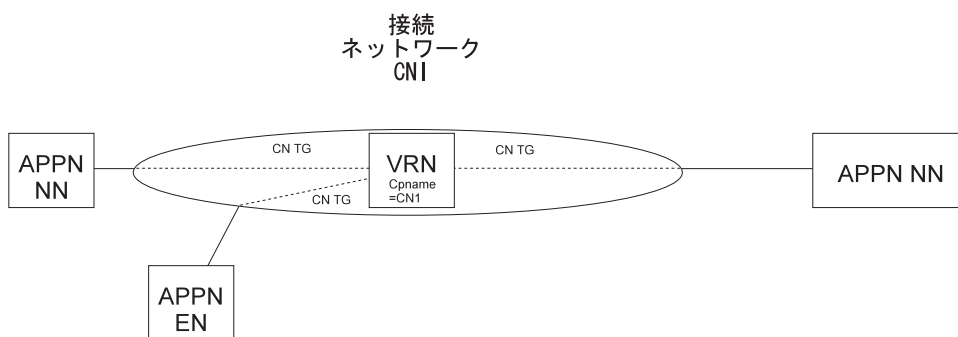 接続
ネットワーク
CNI
CN TG
CN TG
APPN
NN
VRN
Cpname
=CN1
APPN NN
CN TG
APPN
EN